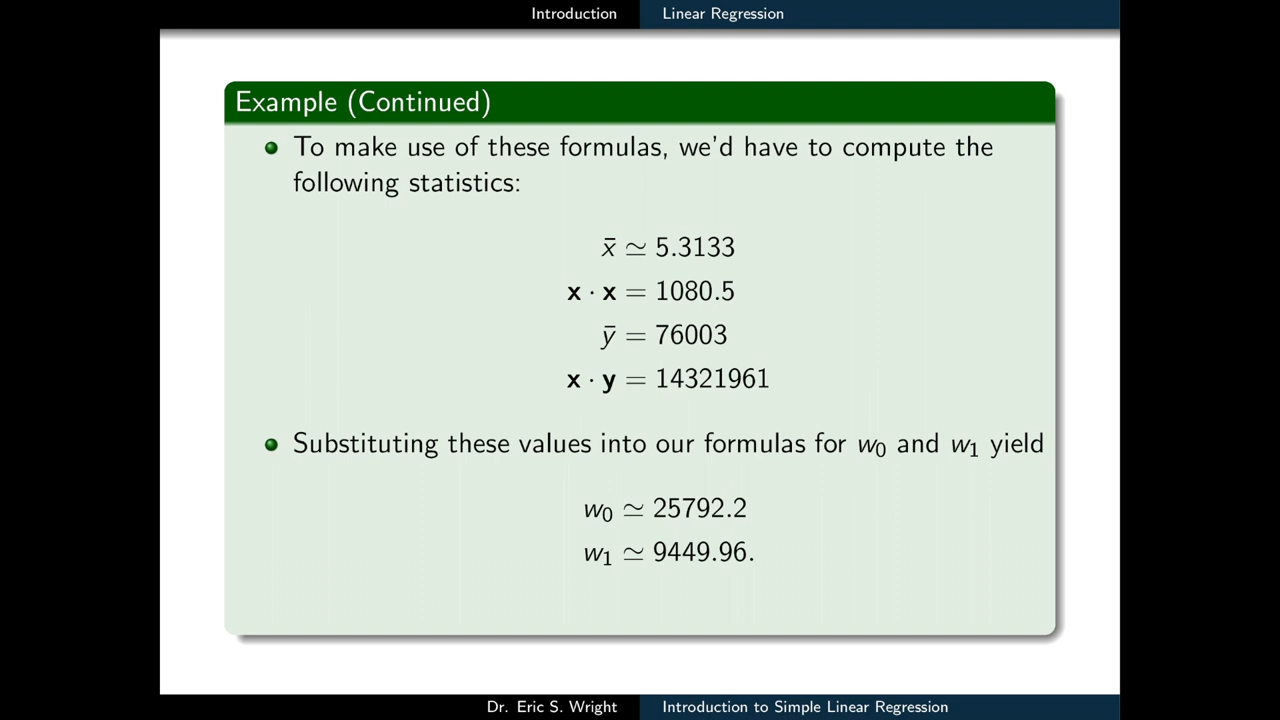 Introduction Linear Regression
Example (Continued)
To make use of these formulas, we'd have to compute the
following statistics:
x̄ ≃ 5.3133
x · x = 1080.5
ȳ = 76003
x · y = 14321961
Substituting these values into our formulas for w₀ and w₁ yield
w₀ ≃ 25792.2
w₁ ≃ 9449.96.
Dr. Eric S. Wright Introduction to Simple Linear Regression